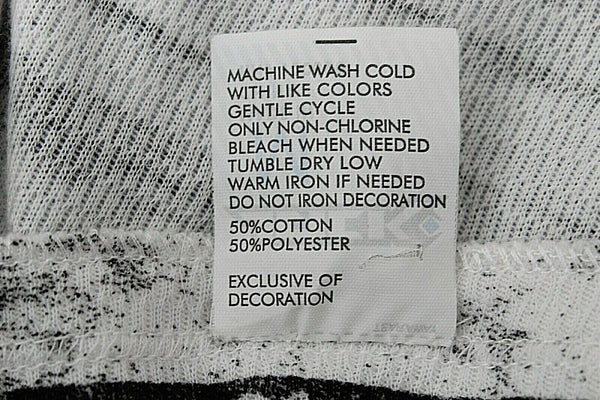 MACHINE WASH COLD
WITH LIKE COLORS
GENTLE CYCLE
ONLY NON-CHLORINE
BLEACH WHEN NEEDED
TUMBLE DRY LOW
WARM IRON IF NEEDED
DO NOT IRON DECORATION
50%COTTON
50%POLYESTER
EXCLUSIVE OF
DECORATION